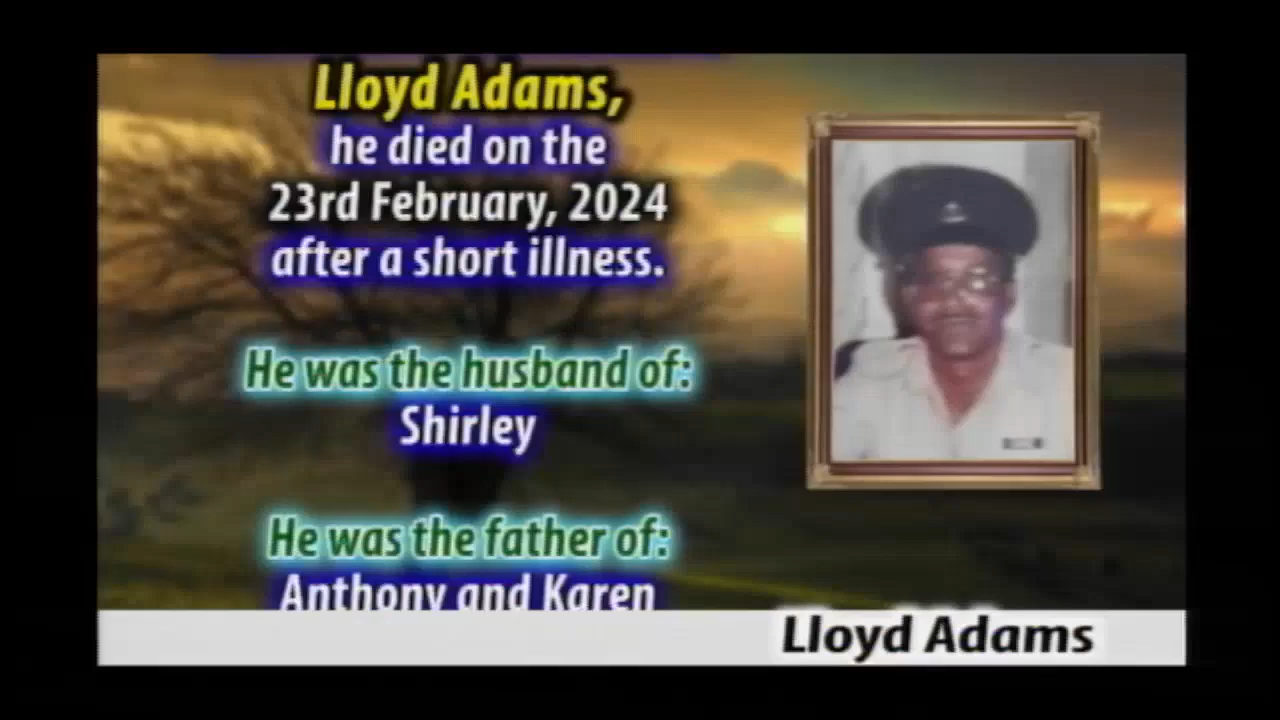 Lloyd Adams,
he died on the
23rd February, 2024
after a short illness.
He was the husband of:
Shirley
He was the father of:
Anthony and Karen
Lloyd Adams